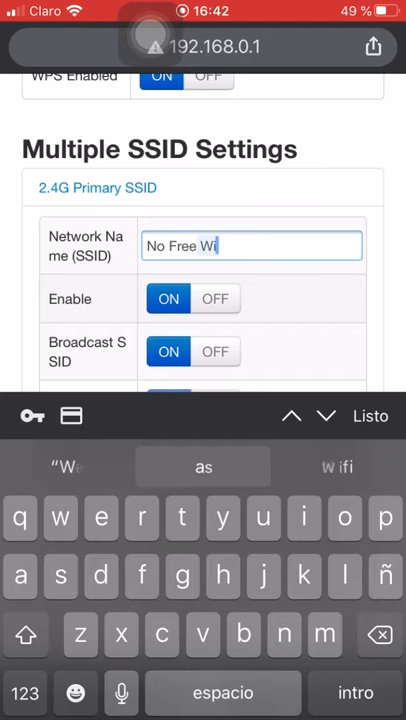 Claro 16:42 49 %
192.168.0.1
WPS Enabled ON OFF
Multiple SSID Settings
2.4G Primary SSID
Network Na
me (SSID)
No Free Wi
Enable ON OFF
Broadcast S
SID
ON OFF
Listo
as Wifi
q w e r t y u i o p
a s d f g h j k l ñ
z x c v b n m
123 espacio intro